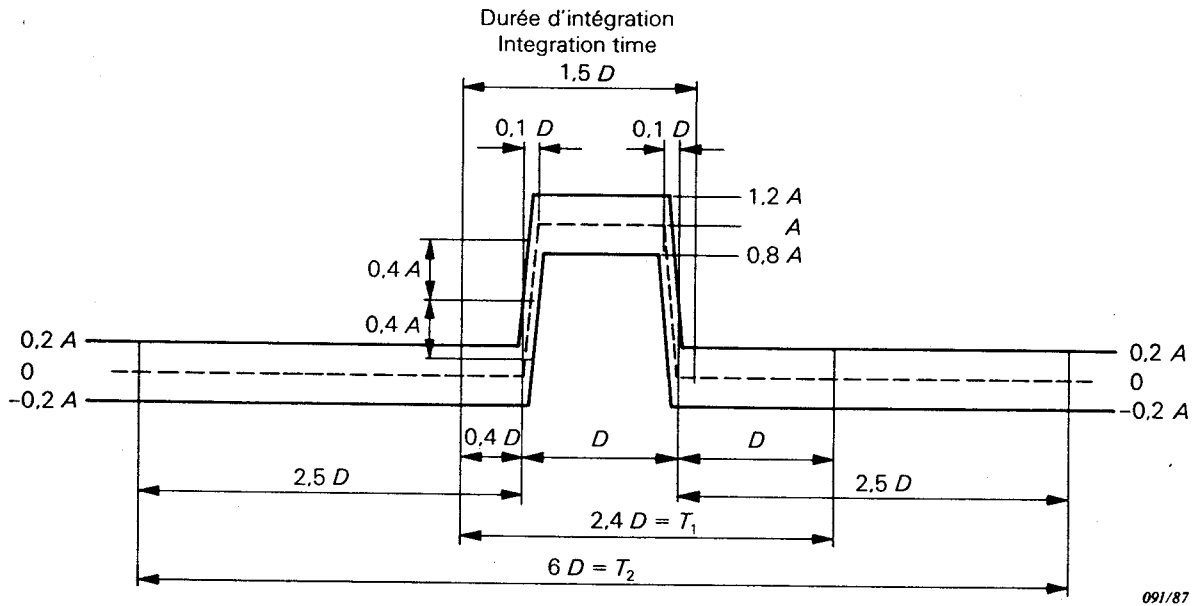 Durée d'intégration
Integration time
1,5 D
0,1 D
0,1 D
1,2 A
A
0,8 A
0,4 A
0,4 A
0,2 A
0
–0,2 A
0,2 A
0
–0,2 A
0,4 D
D
D
2,5 D
2,5 D
2,4 D = T₁
6 D = T₂
091/87